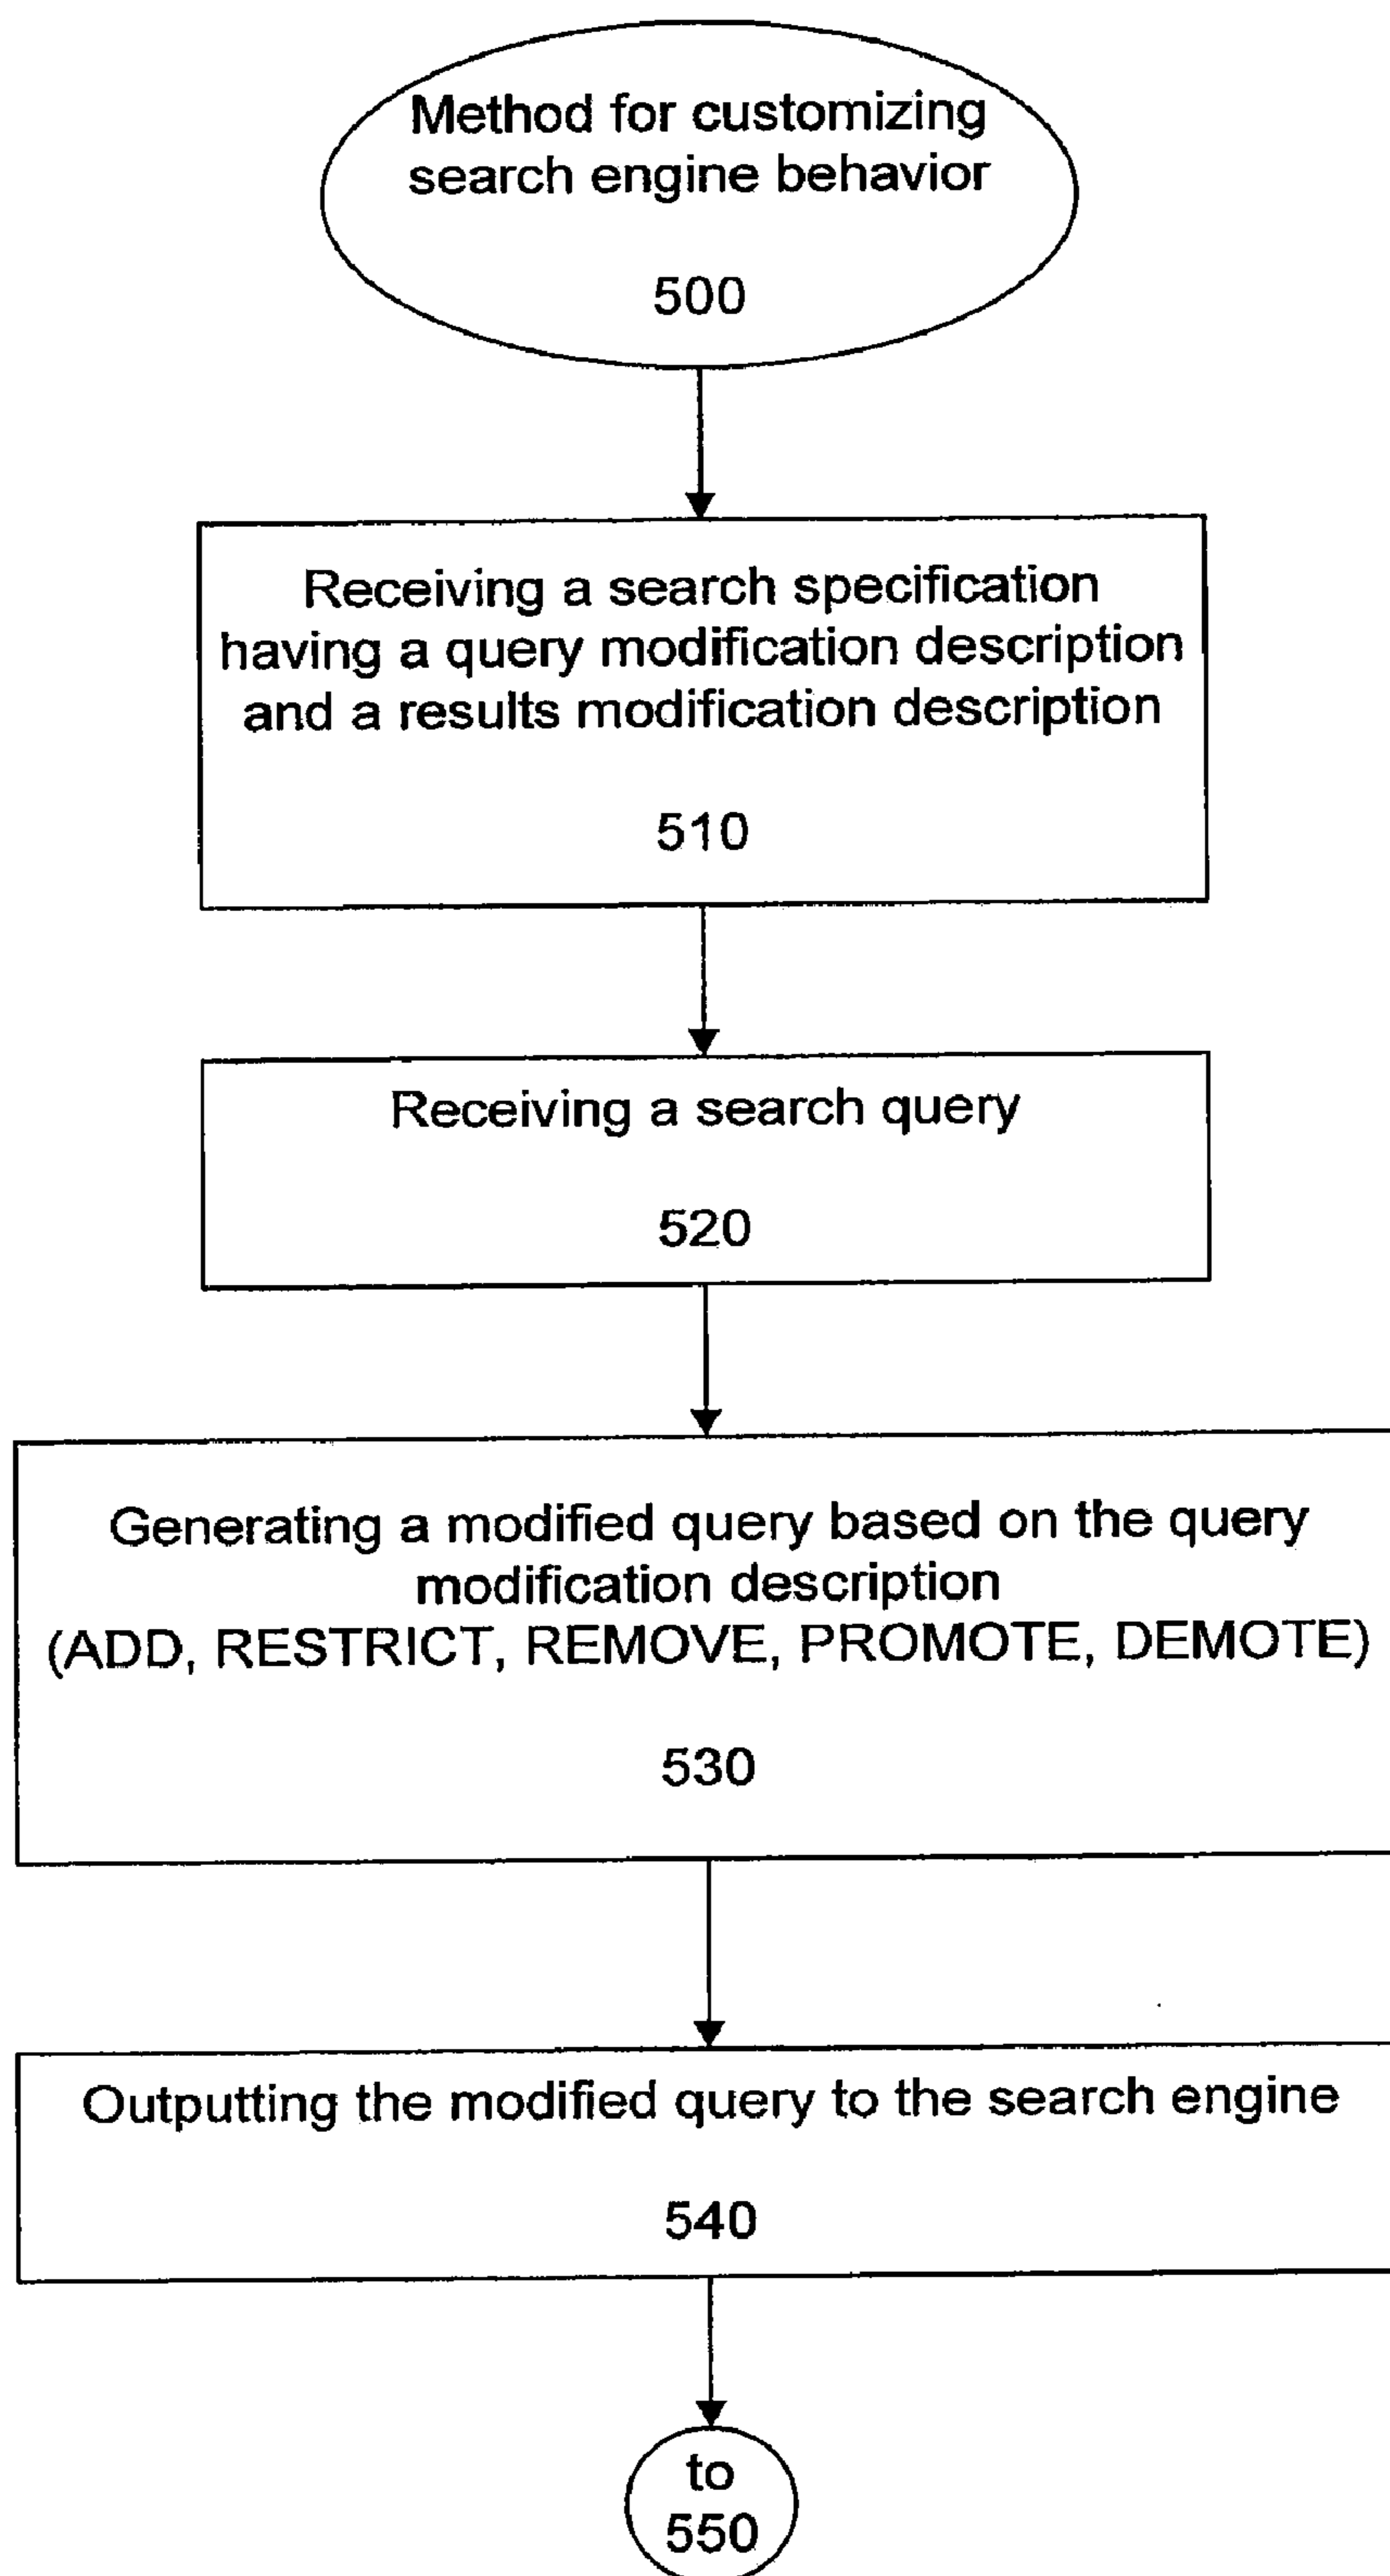 Method for customizing
search engine behavior
500
Receiving a search specification
having a query modification description
and a results modification description
510
Receiving a search query
520
Generating a modified query based on the query
modification description
(ADD, RESTRICT, REMOVE, PROMOTE, DEMOTE)
530
Outputting the modified query to the search engine
540
to
550